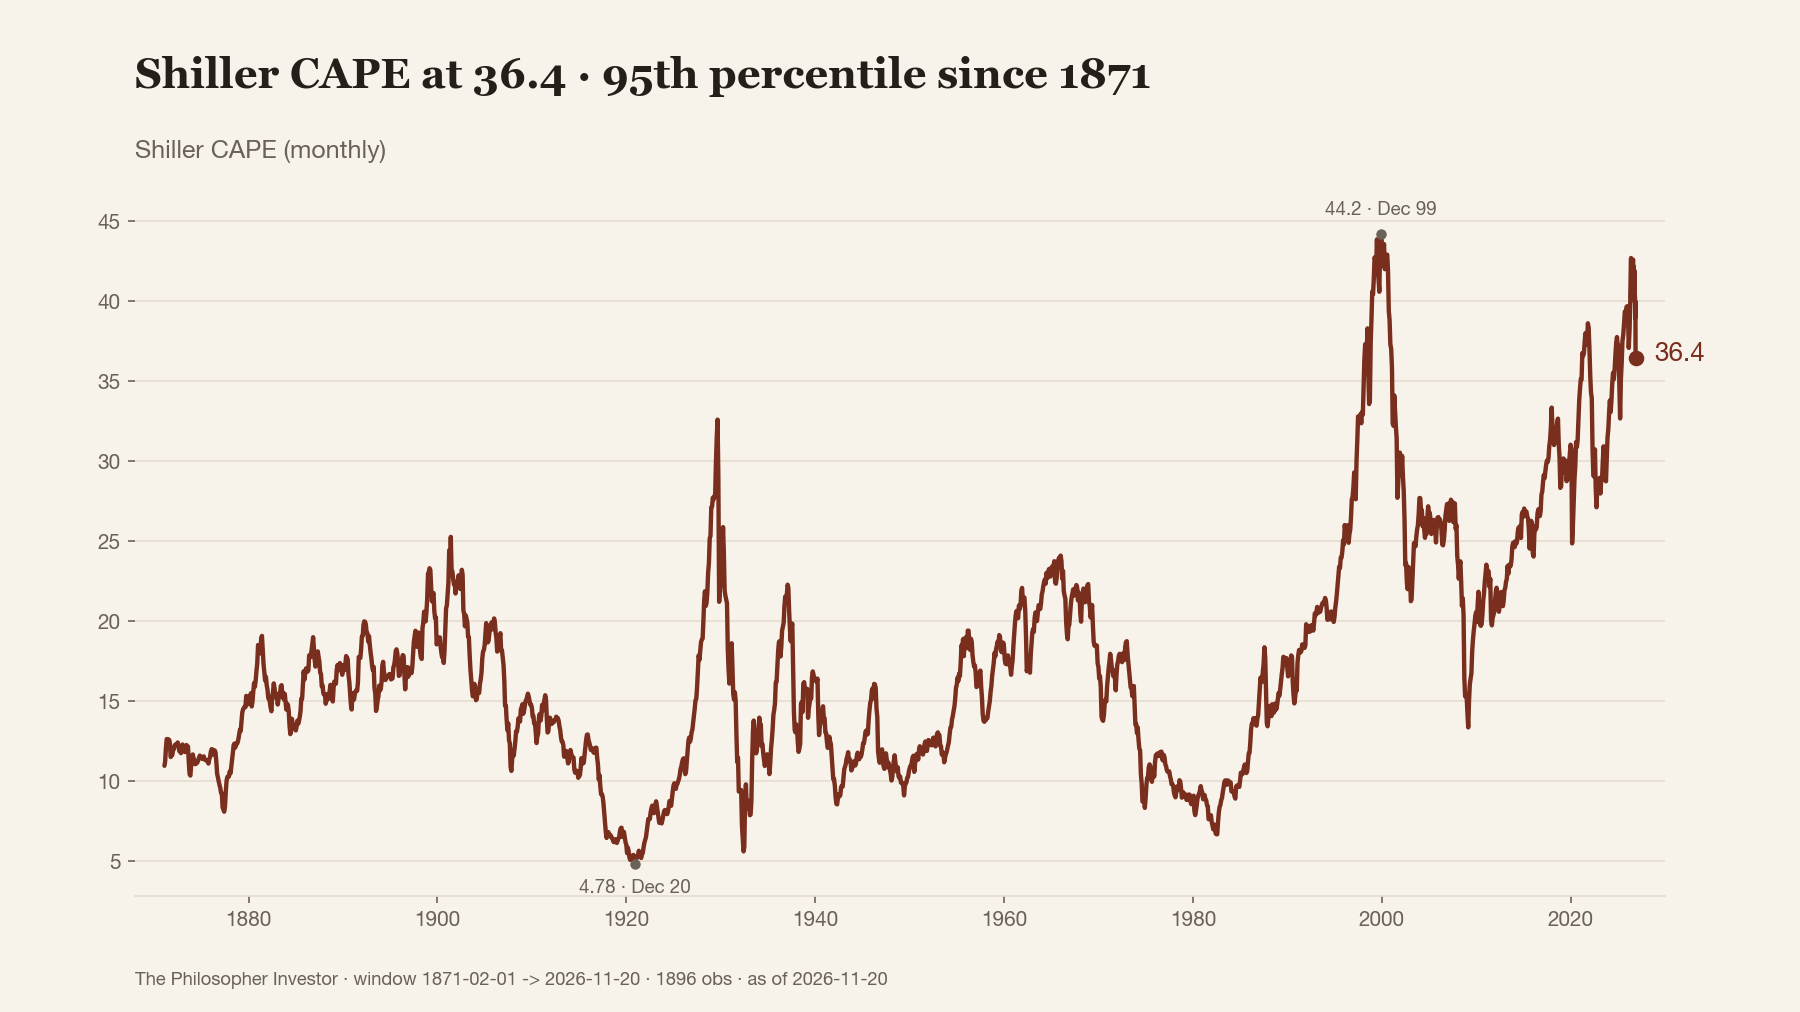 Shiller CAPE at 36.4 · 95th percentile since 1871
Shiller CAPE (monthly)
44.2 · Dec 99
45
40
36.4
35
30
25
20
15
10
5
4.78 · Dec 20
1880 1900 1920 1940 1960 1980 2000 2020
The Philosopher Investor · window 1871-02-01 -> 2026-11-20 · 1896 obs · as of 2026-11-20